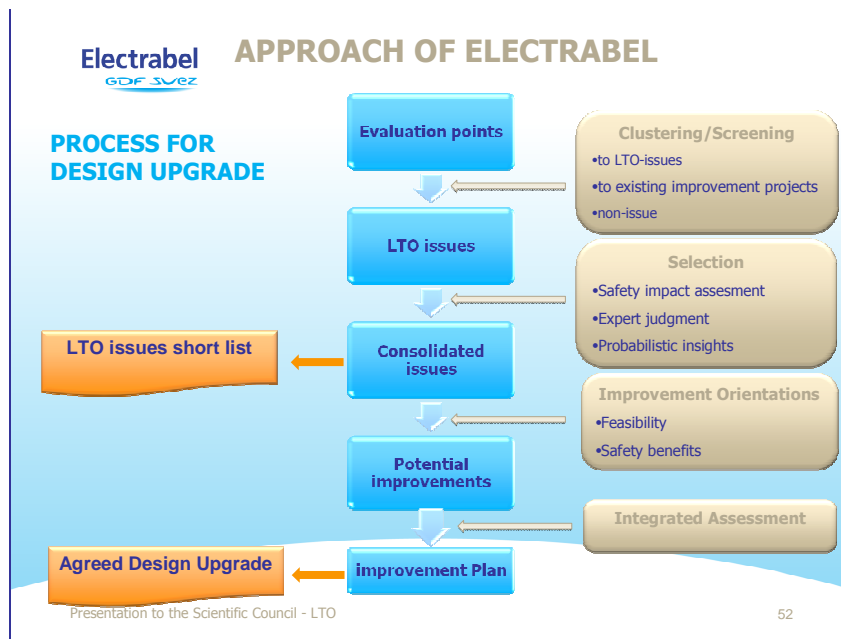 Electrabel
GDF SUEZ
APPROACH OF ELECTRABEL
PROCESS FOR
DESIGN UPGRADE
Evaluation points
Clustering/Screening
•to LTO-issues
•to existing improvement projects
•non-issue
LTO issues
Selection
•Safety impact assesment
•Expert judgment
•Probabilistic insights
LTO issues short list
Consolidated
issues
Improvement Orientations
•Feasibility
•Safety benefits
Potential
improvements
Integrated Assessment
Agreed Design Upgrade
improvement Plan
Presentation to the Scientific Council - LTO
52